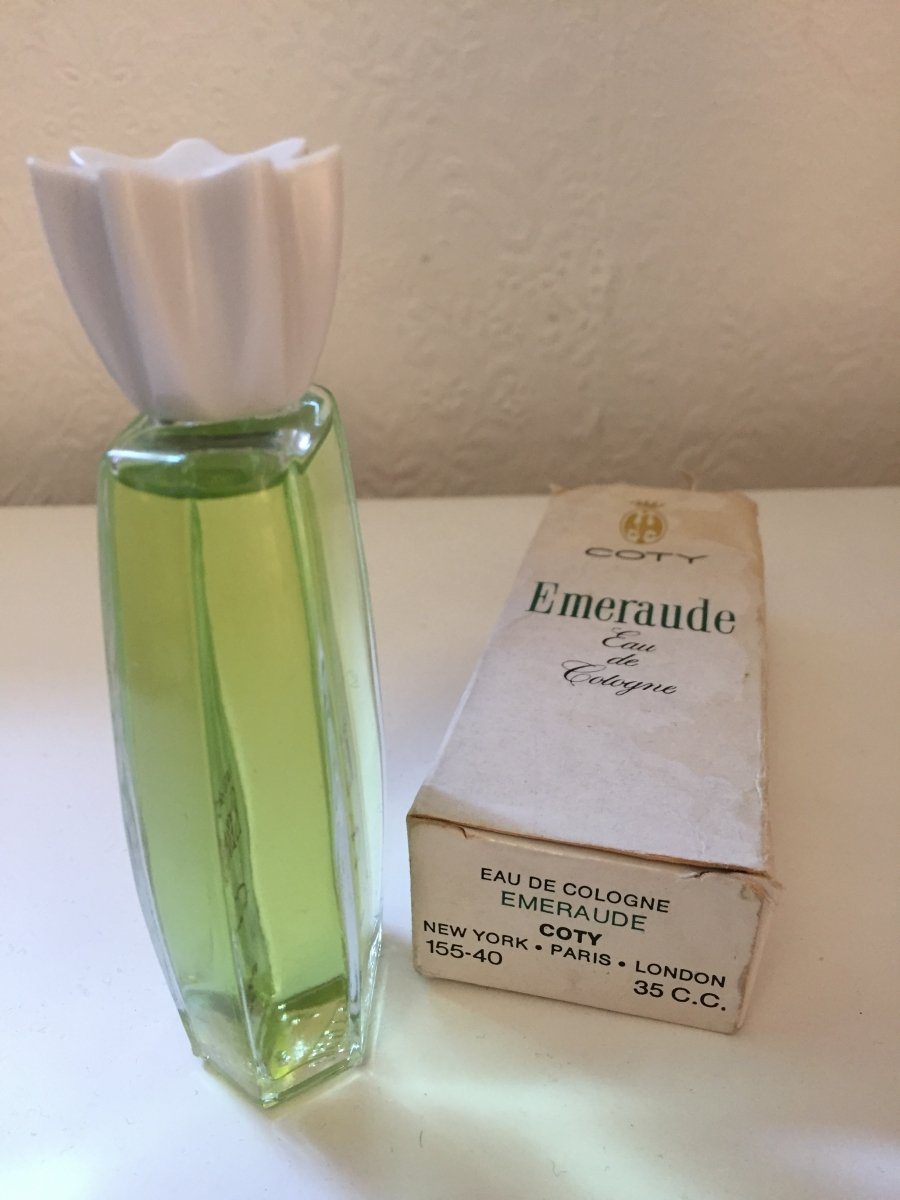 COTY
Emeraude
Eau
de
Cologne
EAU DE COLOGNE
EMERAUDE
COTY
NEW YORK • PARIS • LONDON
155-40
35 C.C.